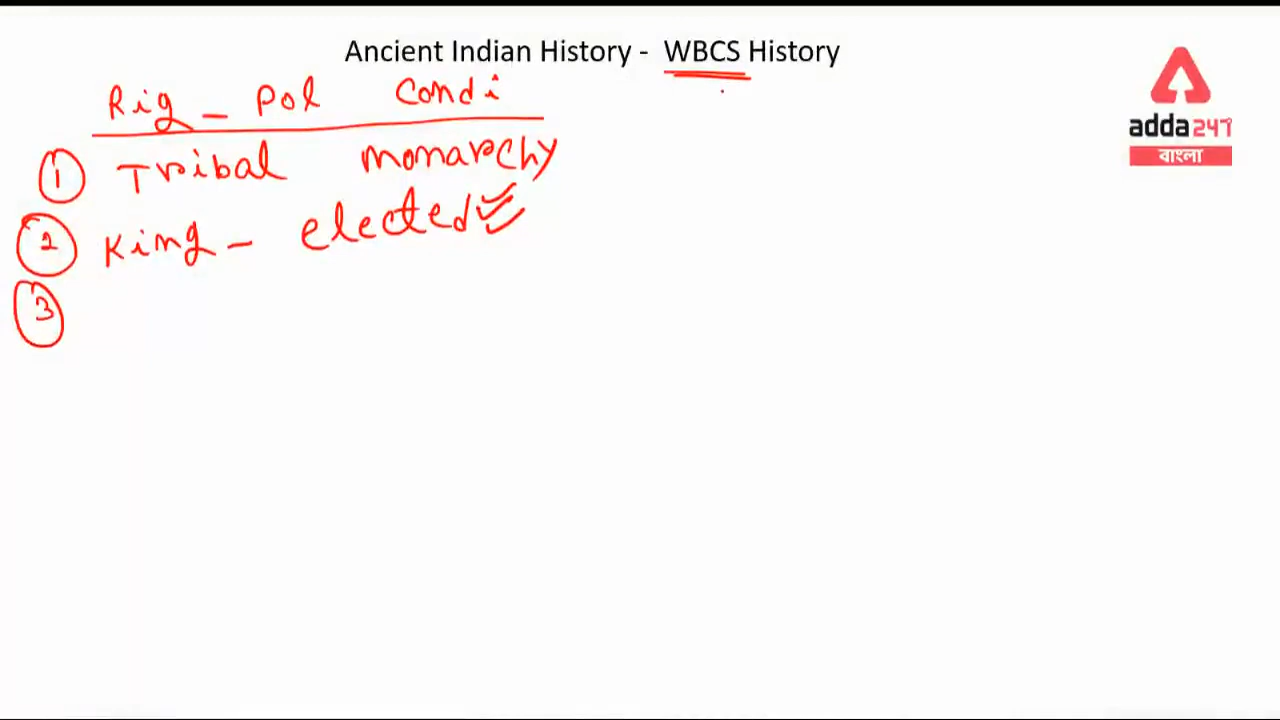 Ancient Indian History - WBCS History
Rig - Pol Condi
① Tribal monarchy
② King - elected
③
adda247
বাংলা